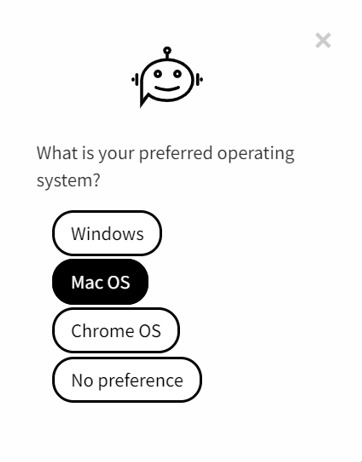 What is your preferred operating
system?
Windows
Mac OS
Chrome OS
No preference